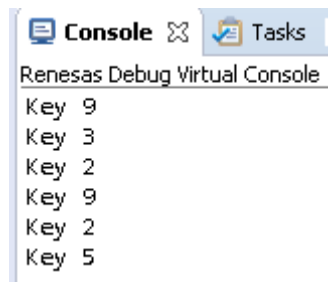 Console Tasks
Renesas Debug Virtual Console
Key 9
Key 3
Key 2
Key 9
Key 2
Key 5